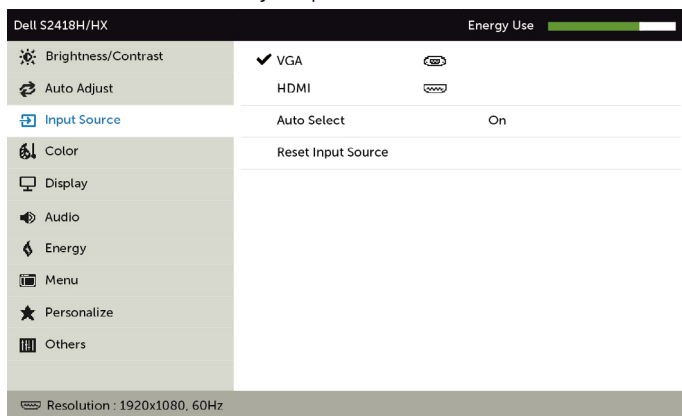 Dell S2418H/HX Energy Use
Brightness/Contrast
Auto Adjust
Input Source
Color
Display
Audio
Energy
Menu
Personalize
Others
✔ VGA
HDMI
Auto Select On
Reset Input Source
Resolution : 1920x1080, 60Hz